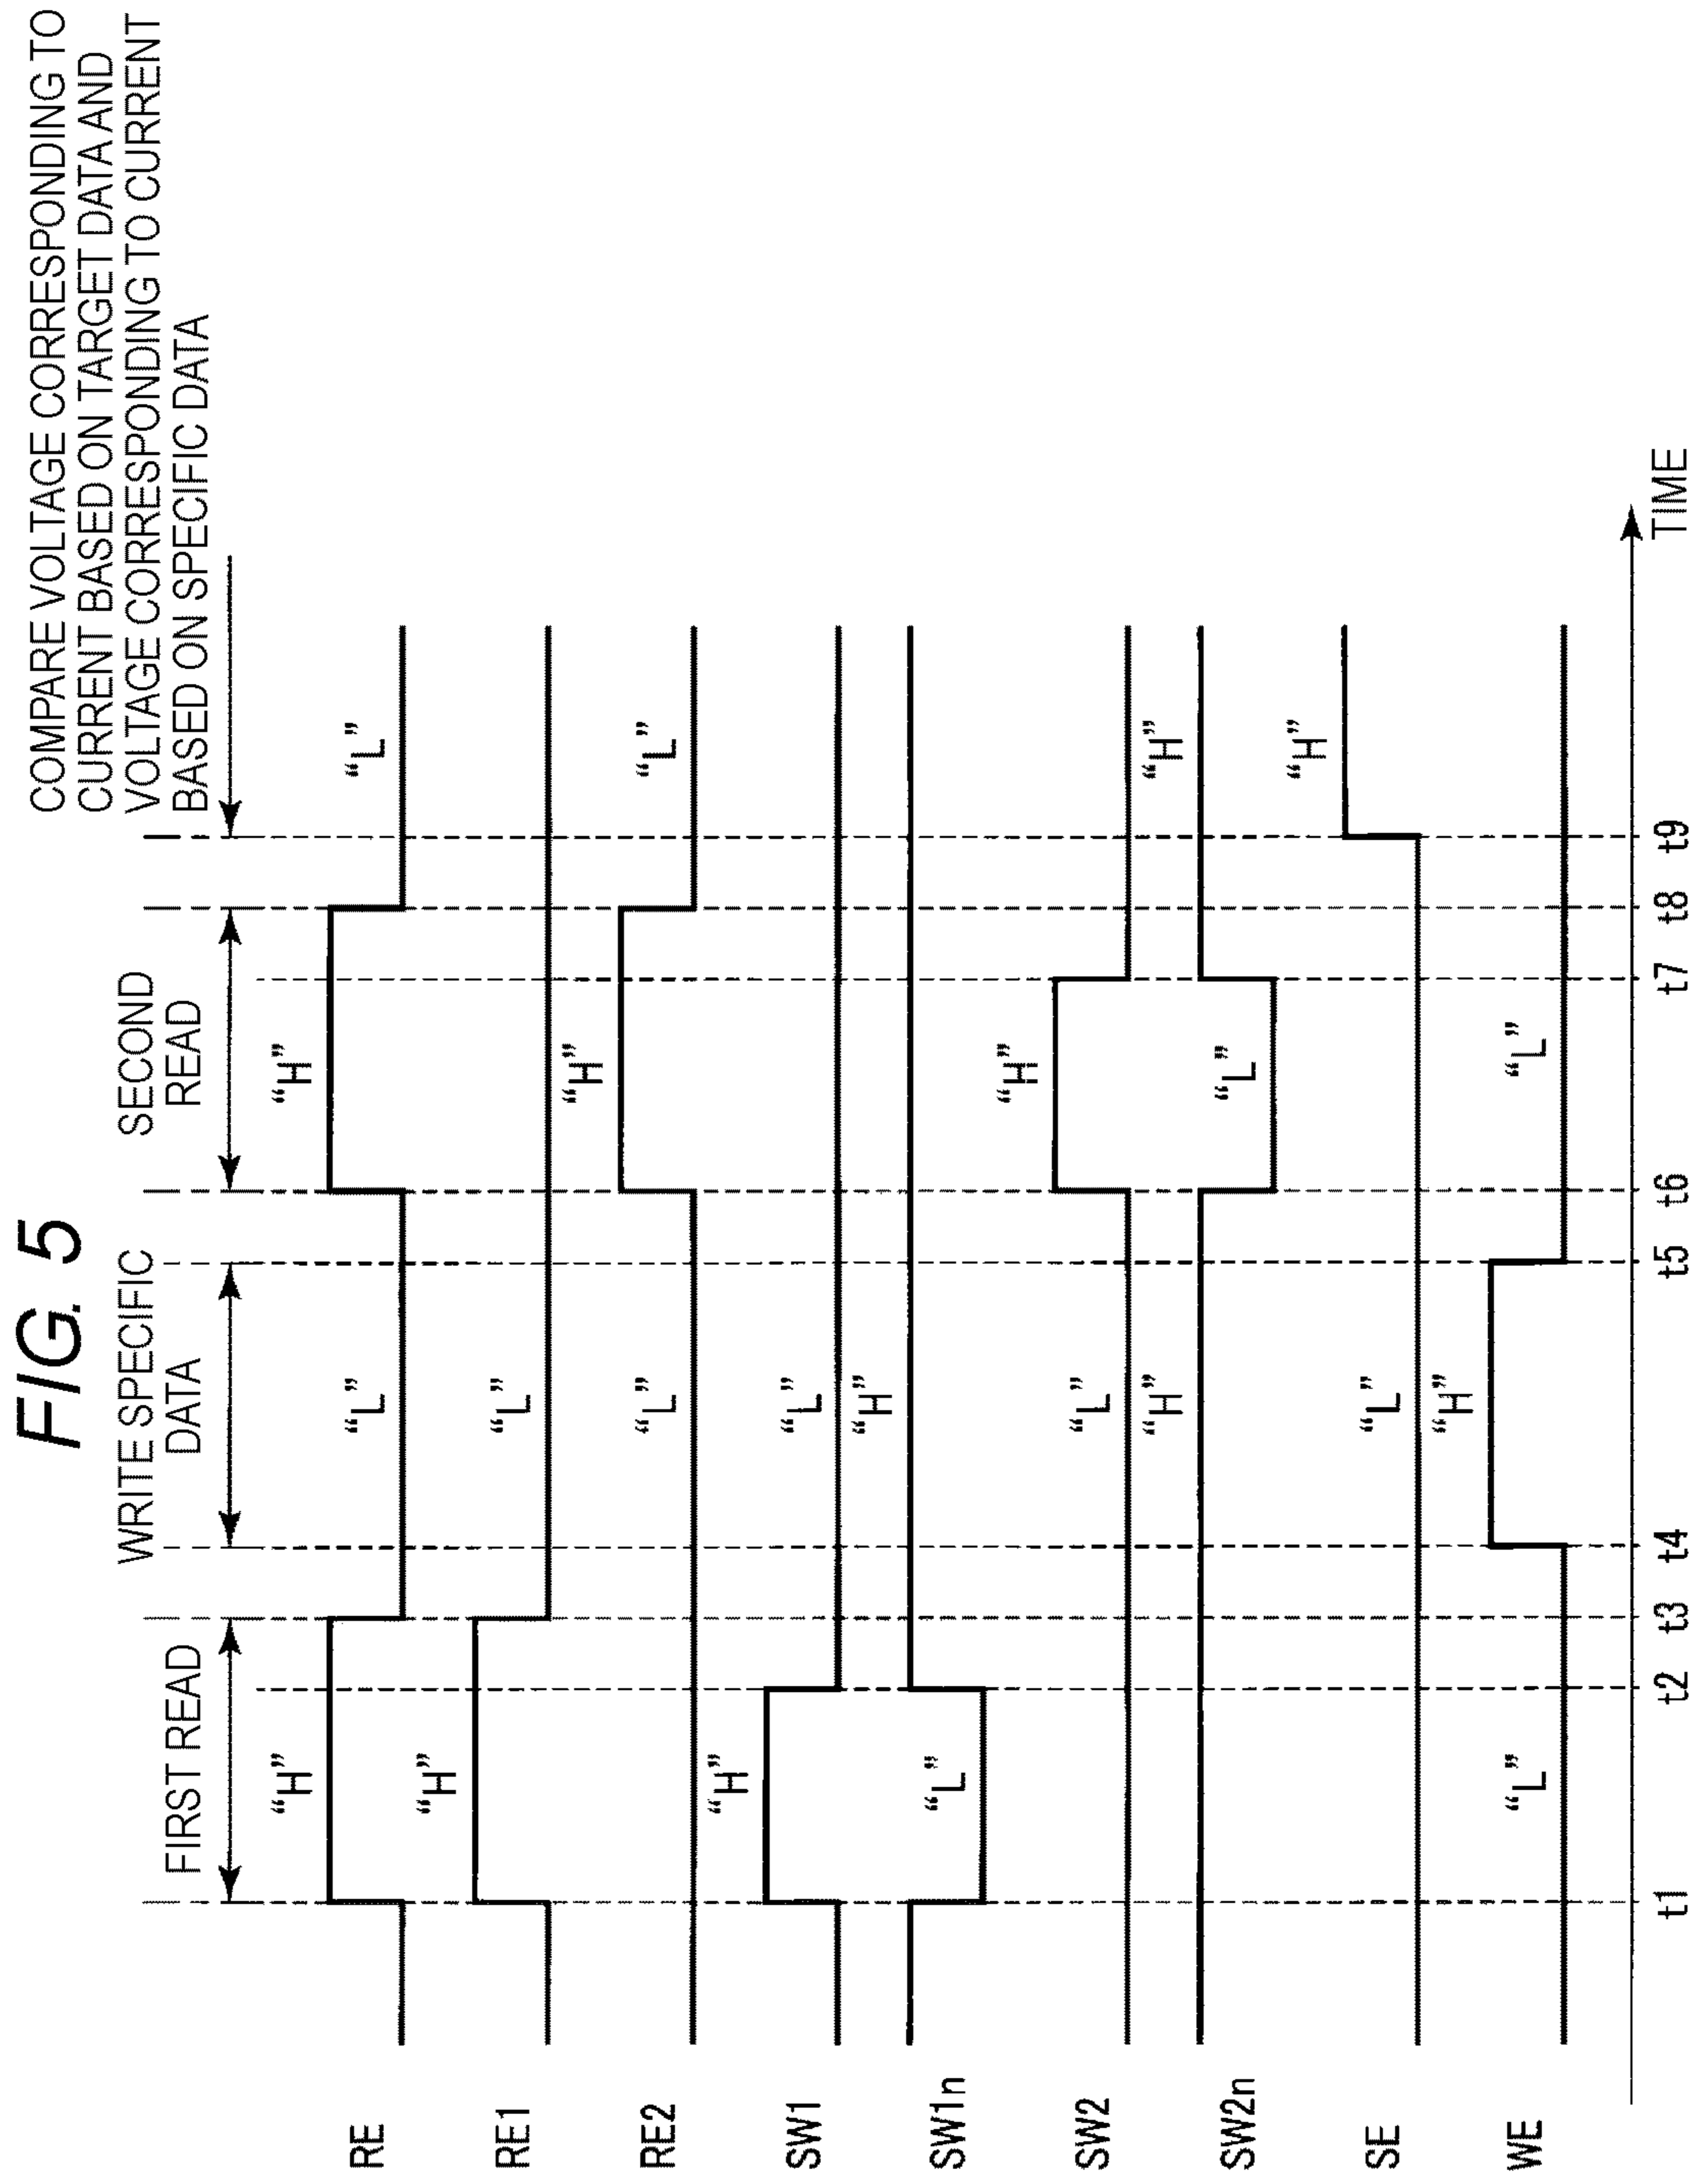 FIG. 5
COMPARE VOLTAGE CORRESPONDING TO
CURRENT BASED ON TARGET DATA AND
VOLTAGE CORRESPONDING TO CURRENT
BASED ON SPECIFIC DATA
FIRST READ
WRITE SPECIFIC
DATA
SECOND
READ
RE
“H”
“L”
“H”
“L”
RE1
“H”
“L”
RE2
“L”
“H”
“L”
SW1
“H”
“L”
SW1n
“L”
“H”
SW2
“L”
“H”
SW2n
“H”
“L”
“H”
SE
“L”
“H”
WE
“L”
“H”
“L”
t1 t2 t3 t4 t5 t6 t7 t8 t9
TIME